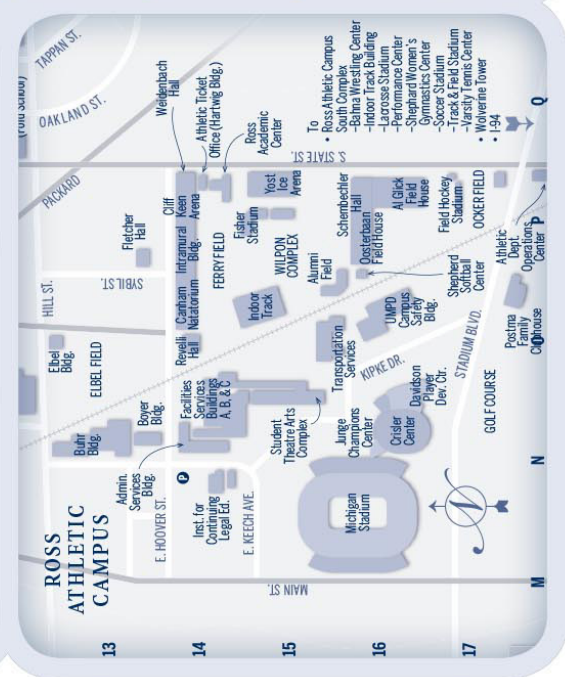 ROSS
ATHLETIC
CAMPUS
TAPPAN ST.
OAKLAND ST.
PACKARD
HILL ST.
SYBIL ST.
S. STATE ST.
E. HOOVER ST.
E. KEECH AVE.
MAIN ST.
KIPKE DR.
STADIUM BLVD.
Weidenbach
Hall
Athletic Ticket
Office (Hartwig Bldg.)
Ross
Academic
Center
To
• Ross Athletic Campus
South Complex
–Bahna Wrestling Center
–Indoor Track Building
–Lacrosse Stadium
–Performance Center
–Shephard Women's
Gymnastics Center
–Soccer Stadium
–Track & Field Stadium
–Varsity Tennis Center
• Wolverine Tower
• I-94
Fletcher
Hall
Cliff
Keen
Arena
Intramural
Bldg.
Canham
Natatorium
FERRY FIELD
Yost
Ice
Arena
Fisher
Stadium
WILPON
COMPLEX
Schembechler
Hall
Oosterbaan
Field House
Al Glick
Field
House
Field Hockey
Stadium
OCKER FIELD
Athletic
Dept.
Operations
Center
Alumni
Field
Shepherd
Softball
Center
Indoor
Track
Elbel
Bldg.
ELBEL FIELD
Revelli
Hall
Transportation
Services
UMPD
Campus
Safety
Bldg.
Postma
Family
Clubhouse
GOLF COURSE
Buhr
Bldg.
Boyer
Bldg.
Admin.
Services
Bldg.
Facilities
Services
Buildings
A, B, & C
Student
Theatre Arts
Complex
Junge
Champions
Center
Crisler
Center
Davidson
Player
Dev. Ctr.
P
Inst. for
Continuing
Legal Ed.
Michigan
Stadium
N
13
14
15
16
17
M
N
O
P
Q